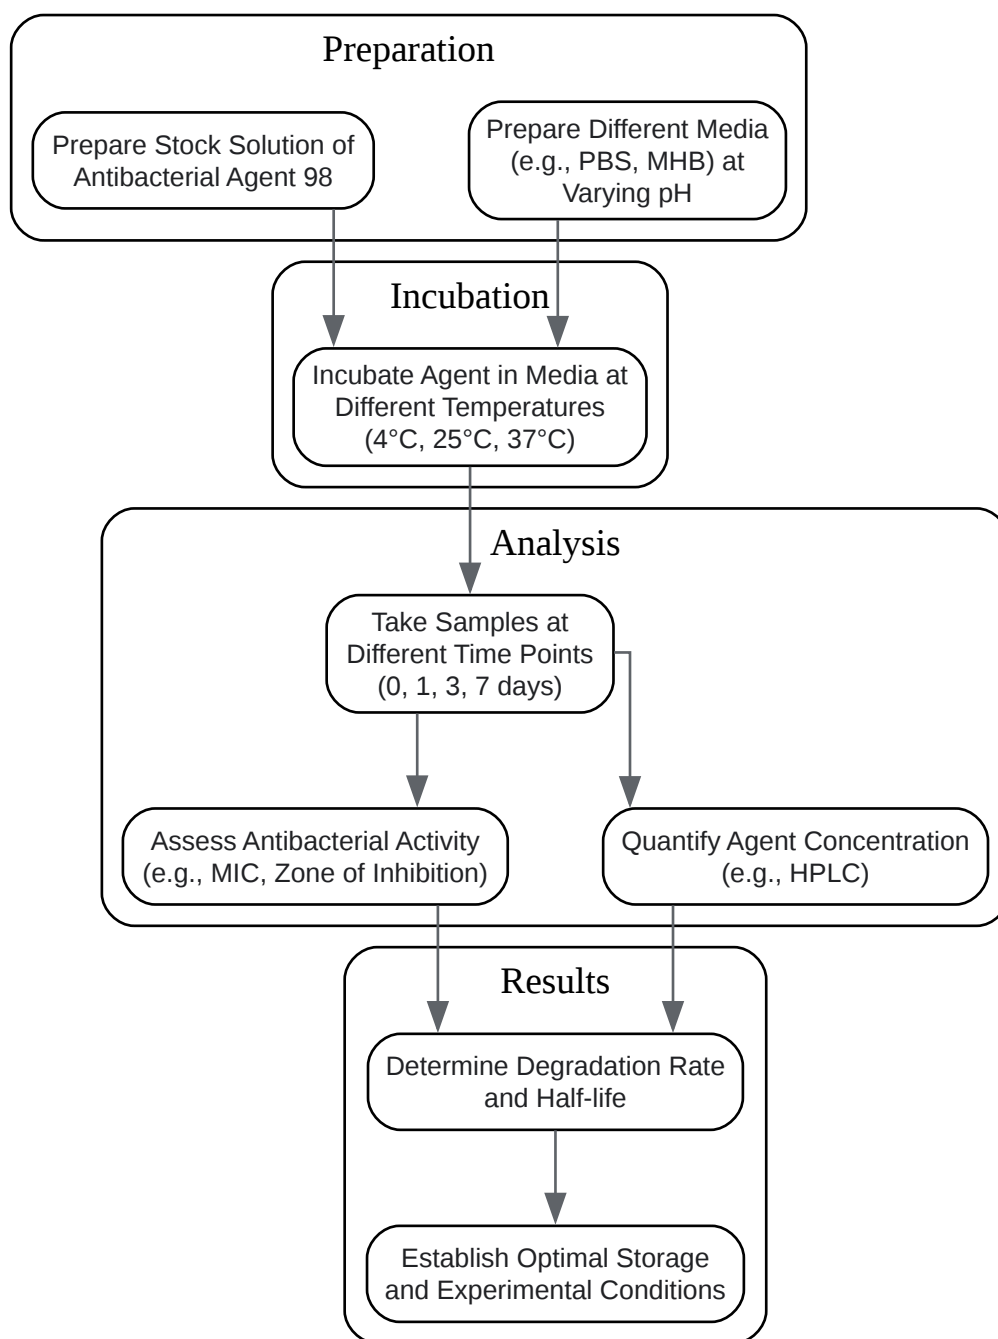 Preparation
Prepare Stock Solution of
Antibacterial Agent 98
Prepare Different Media
(e.g., PBS, MHB) at
Varying pH
Incubation
Incubate Agent in Media at
Different Temperatures
(4°C, 25°C, 37°C)
Analysis
Take Samples at
Different Time Points
(0, 1, 3, 7 days)
Assess Antibacterial Activity
(e.g., MIC, Zone of Inhibition)
Quantify Agent Concentration
(e.g., HPLC)
Results
Determine Degradation Rate
and Half-life
Establish Optimal Storage
and Experimental Conditions